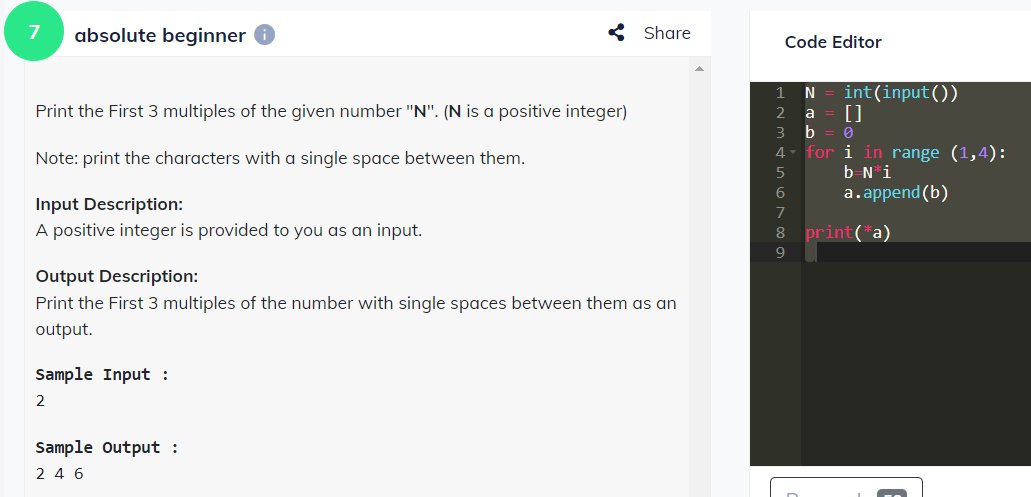 7
absolute beginner i
Share
Print the First 3 multiples of the given number "N". (N is a positive integer)
Note: print the characters with a single space between them.
Input Description:
A positive integer is provided to you as an input.
Output Description:
Print the First 3 multiples of the number with single spaces between them as an
output.
Sample Input :
2
Sample Output :
2 4 6
Code Editor
1 N = int(input())
2 a = []
3 b = 0
4 for i in range (1,4):
5 b=N*i
6 a.append(b)
7
8 print(*a)
9